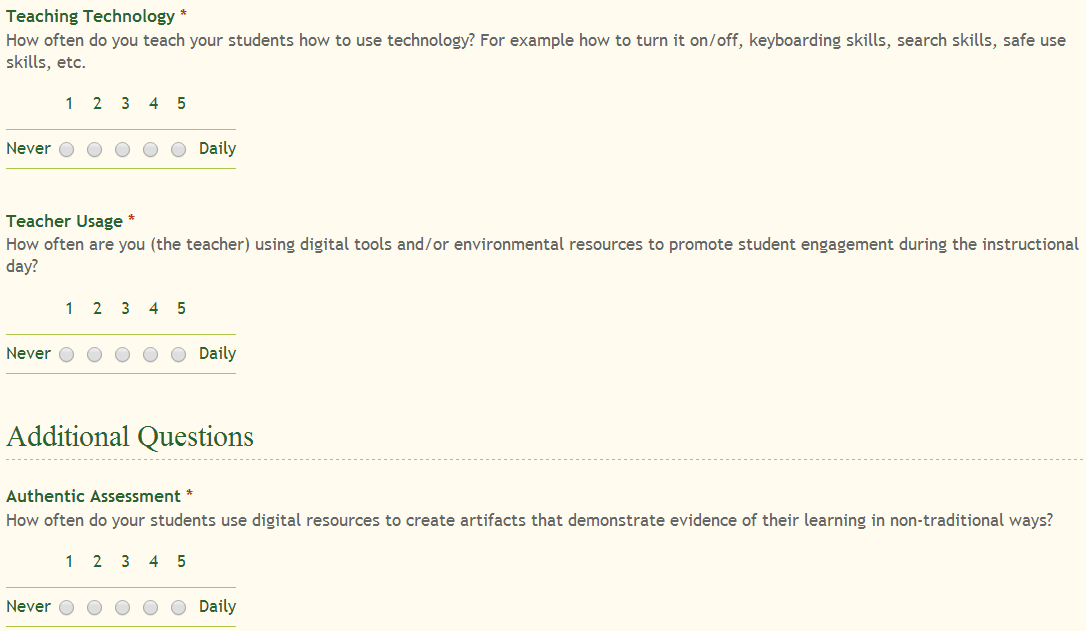 Teaching Technology *
How often do you teach your students how to use technology? For example how to turn it on/off, keyboarding skills, search skills, safe use
skills, etc.
1 2 3 4 5
Never Daily
Teacher Usage *
How often are you (the teacher) using digital tools and/or environmental resources to promote student engagement during the instructional
day?
1 2 3 4 5
Never Daily
Additional Questions
Authentic Assessment *
How often do your students use digital resources to create artifacts that demonstrate evidence of their learning in non-traditional ways?
1 2 3 4 5
Never Daily